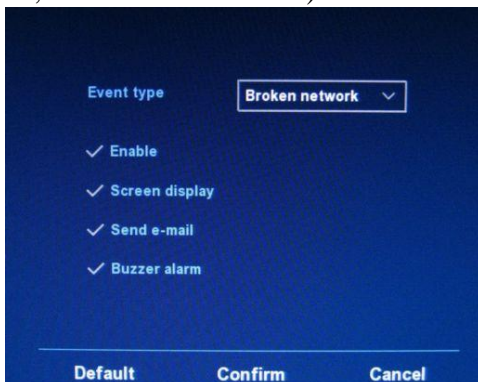 Event type Broken network
Enable
Screen display
Send e-mail
Buzzer alarm
Default Confirm Cancel